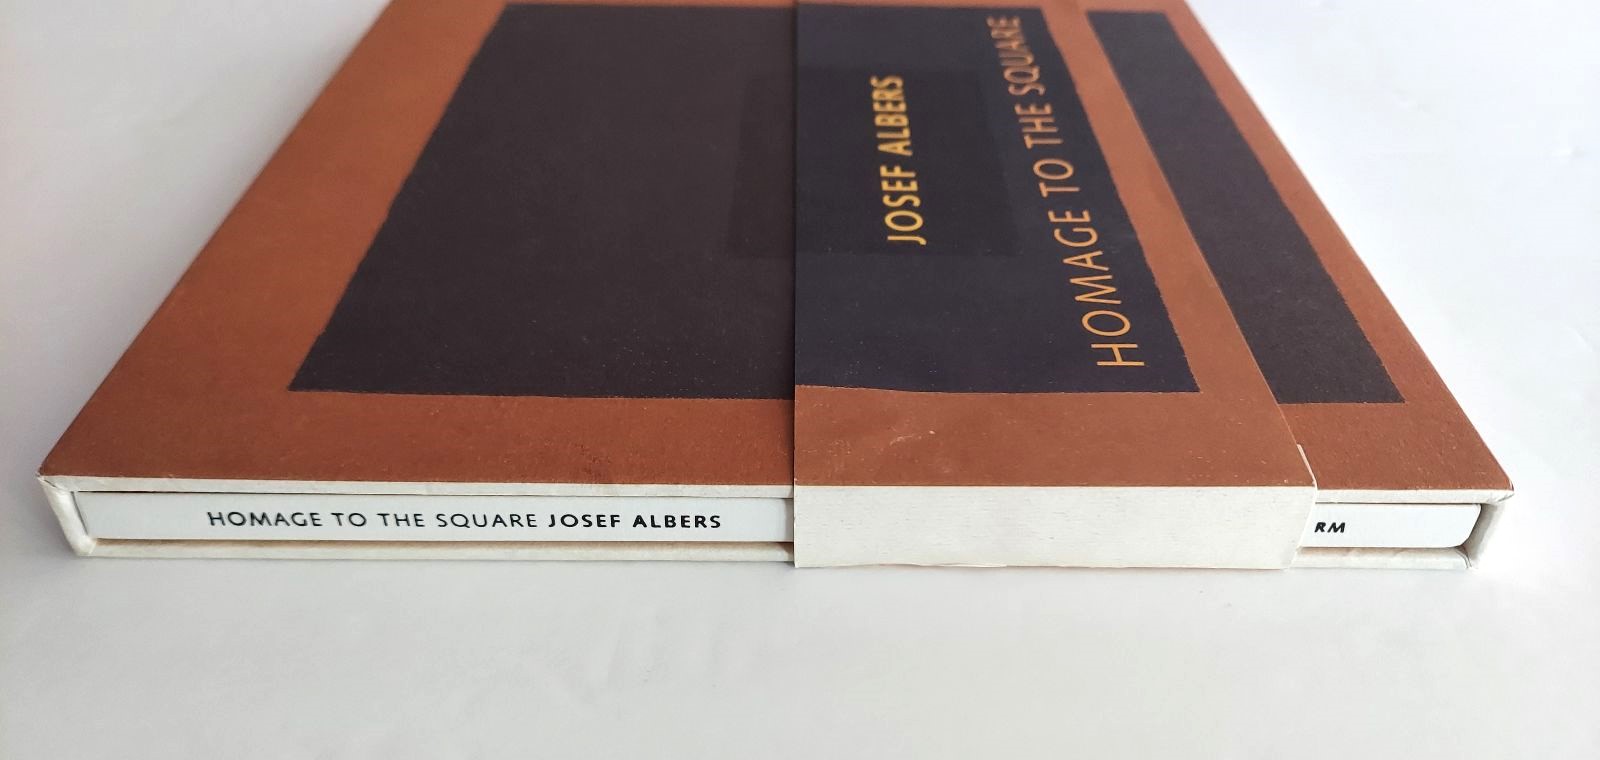 JOSEF ALBERS
HOMAGE TO THE SQUARE
HOMAGE TO THE SQUARE JOSEF ALBERS
RM